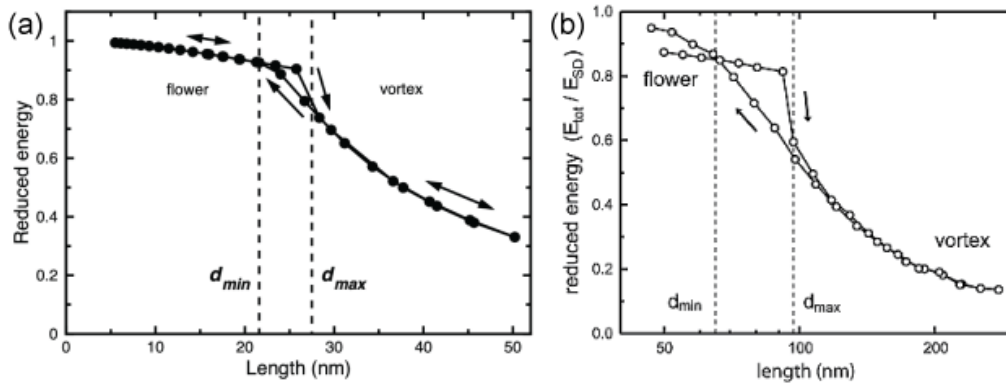 (a)
Reduced energy
1
0.8
0.6
0.4
0.2
0
flower
vortex
d_min
d_max
0
10
20
30
40
50
Length (nm)
(b)
reduced energy (E_tot / E_SD)
1.0
0.8
0.6
0.4
0.2
0.0
flower
vortex
d_min
d_max
50
100
200
length (nm)